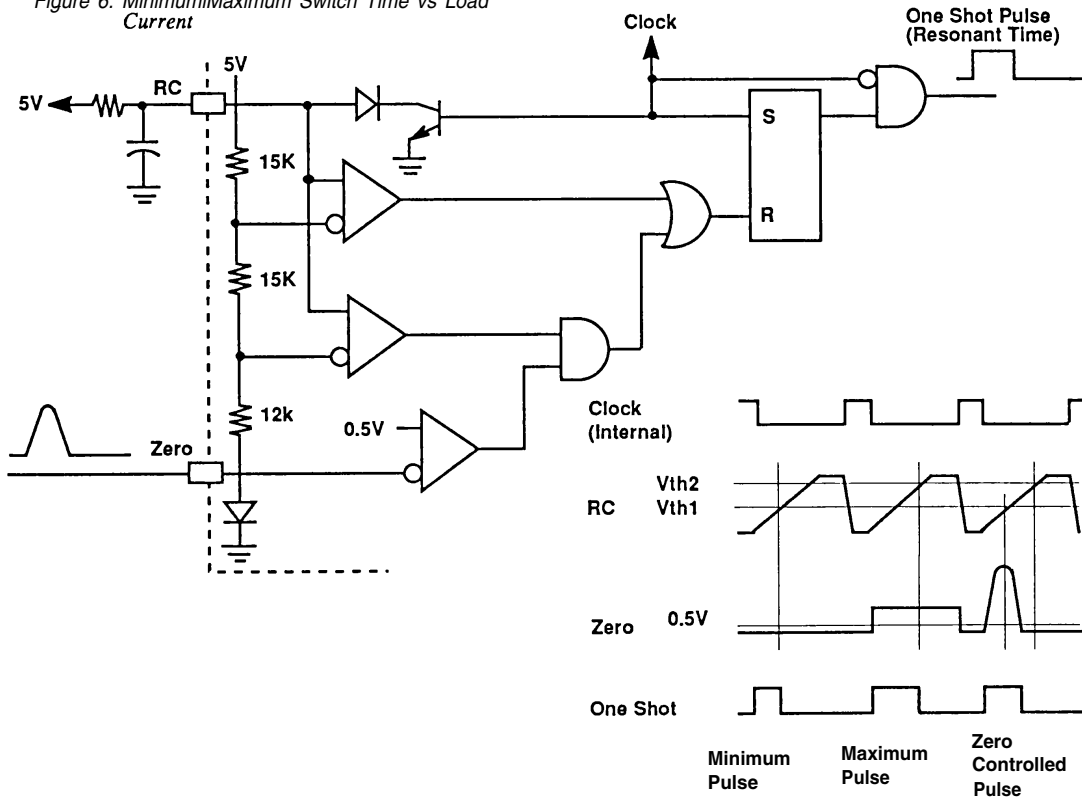 Figure 6. MinimumIMaximum Switch Time vs Load
Current
Clock
One Shot Pulse
(Resonant Time)
5V
RC
5V
15K
S
R
15K
12k
0.5V
Zero
Clock
(Internal)
Vth2
RC
Vth1
Zero
0.5V
One Shot
Minimum
Pulse
Maximum
Pulse
Zero
Controlled
Pulse